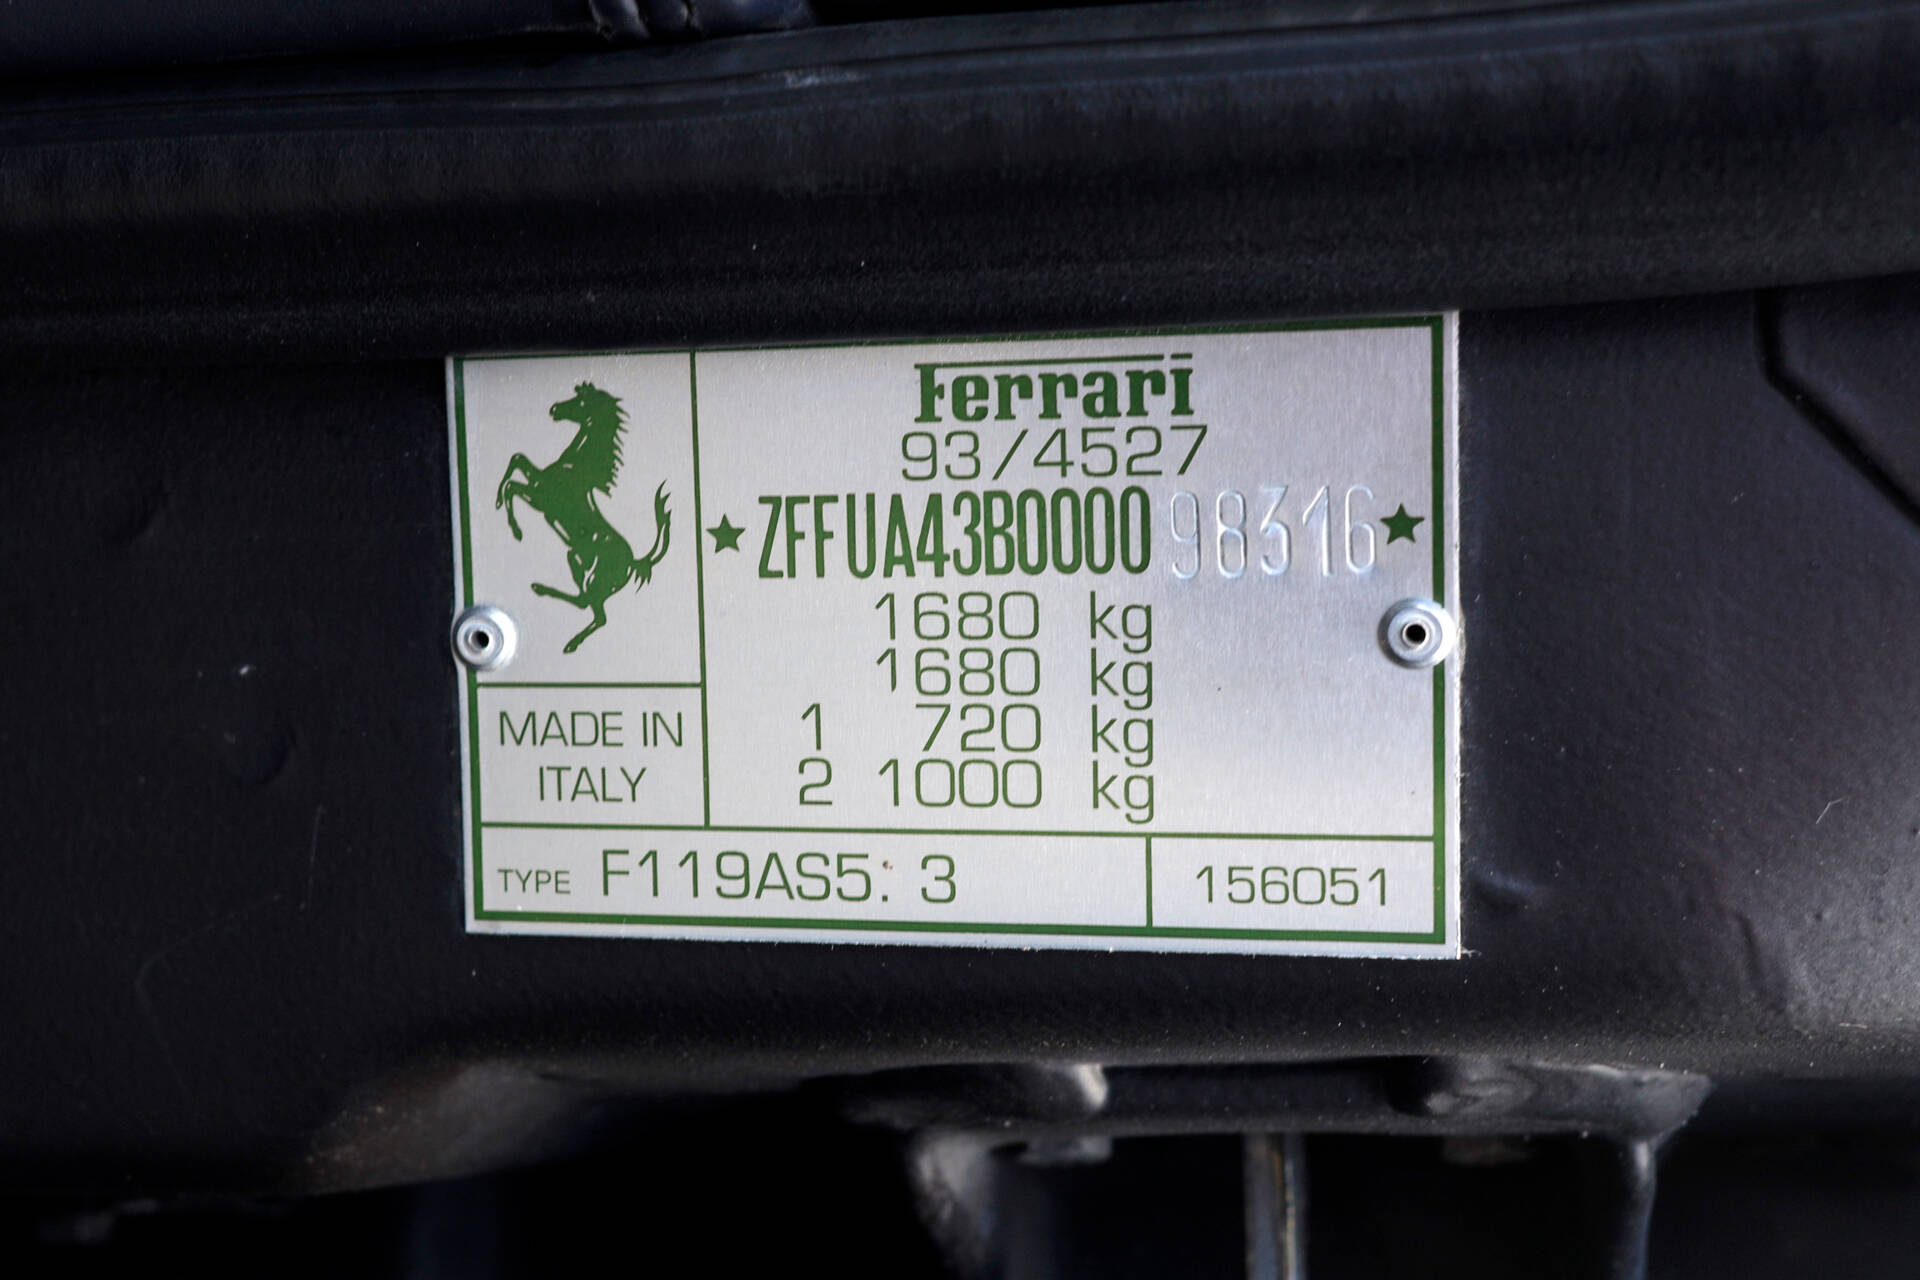 Ferrari
93/4527
★ ZFFUA43B000098316 ★
1680 kg
1680 kg
1 720 kg
2 1000 kg
MADE IN
ITALY
TYPE F119AS5: 3
156051